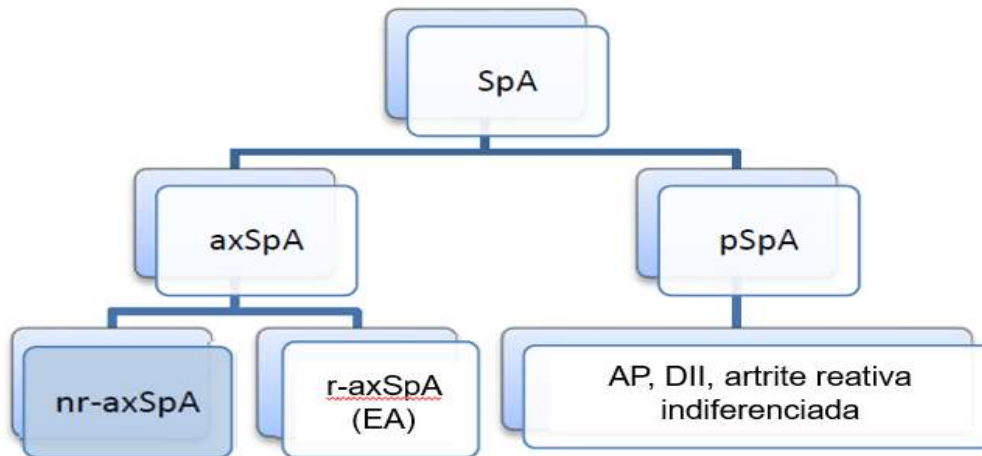 SpA
axSpA
pSpA
nr-axSpA
r-axSpA
(EA)
AP, DII, artrite reativa
indiferenciada